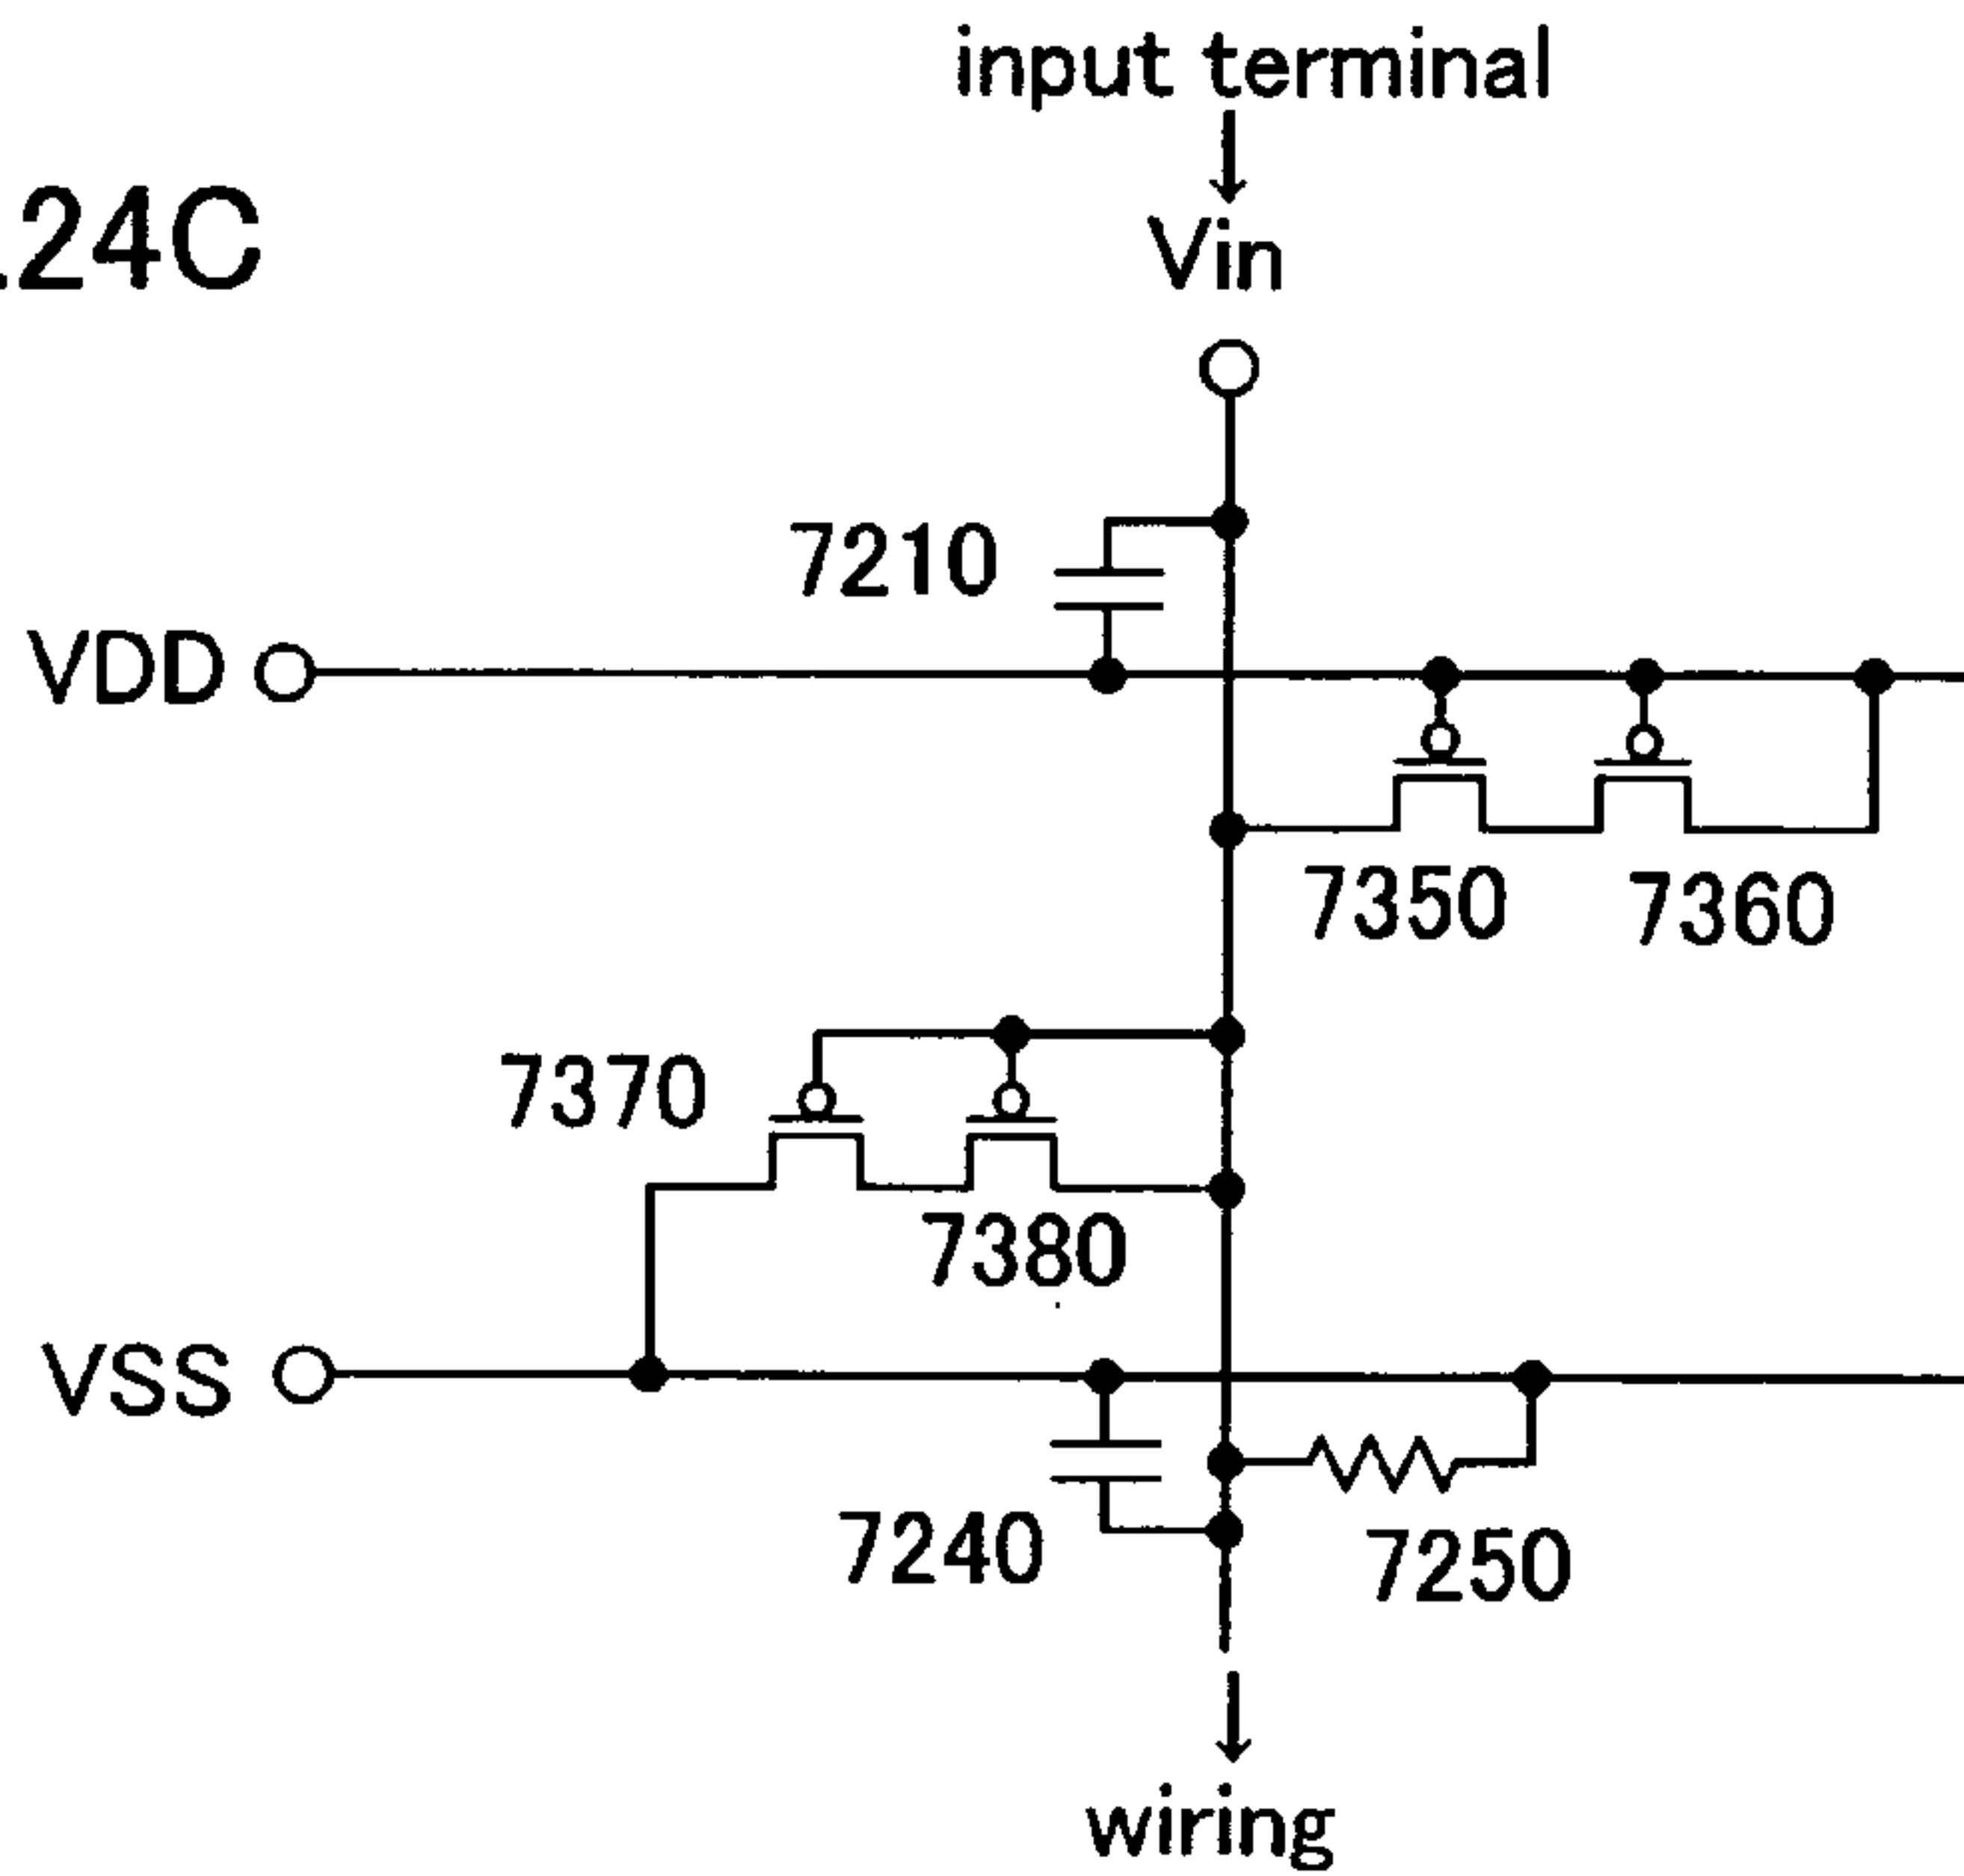 input terminal
.24C
Vin
7210
VDD
7350
7360
7370
7380
VSS
7240
7250
wiring